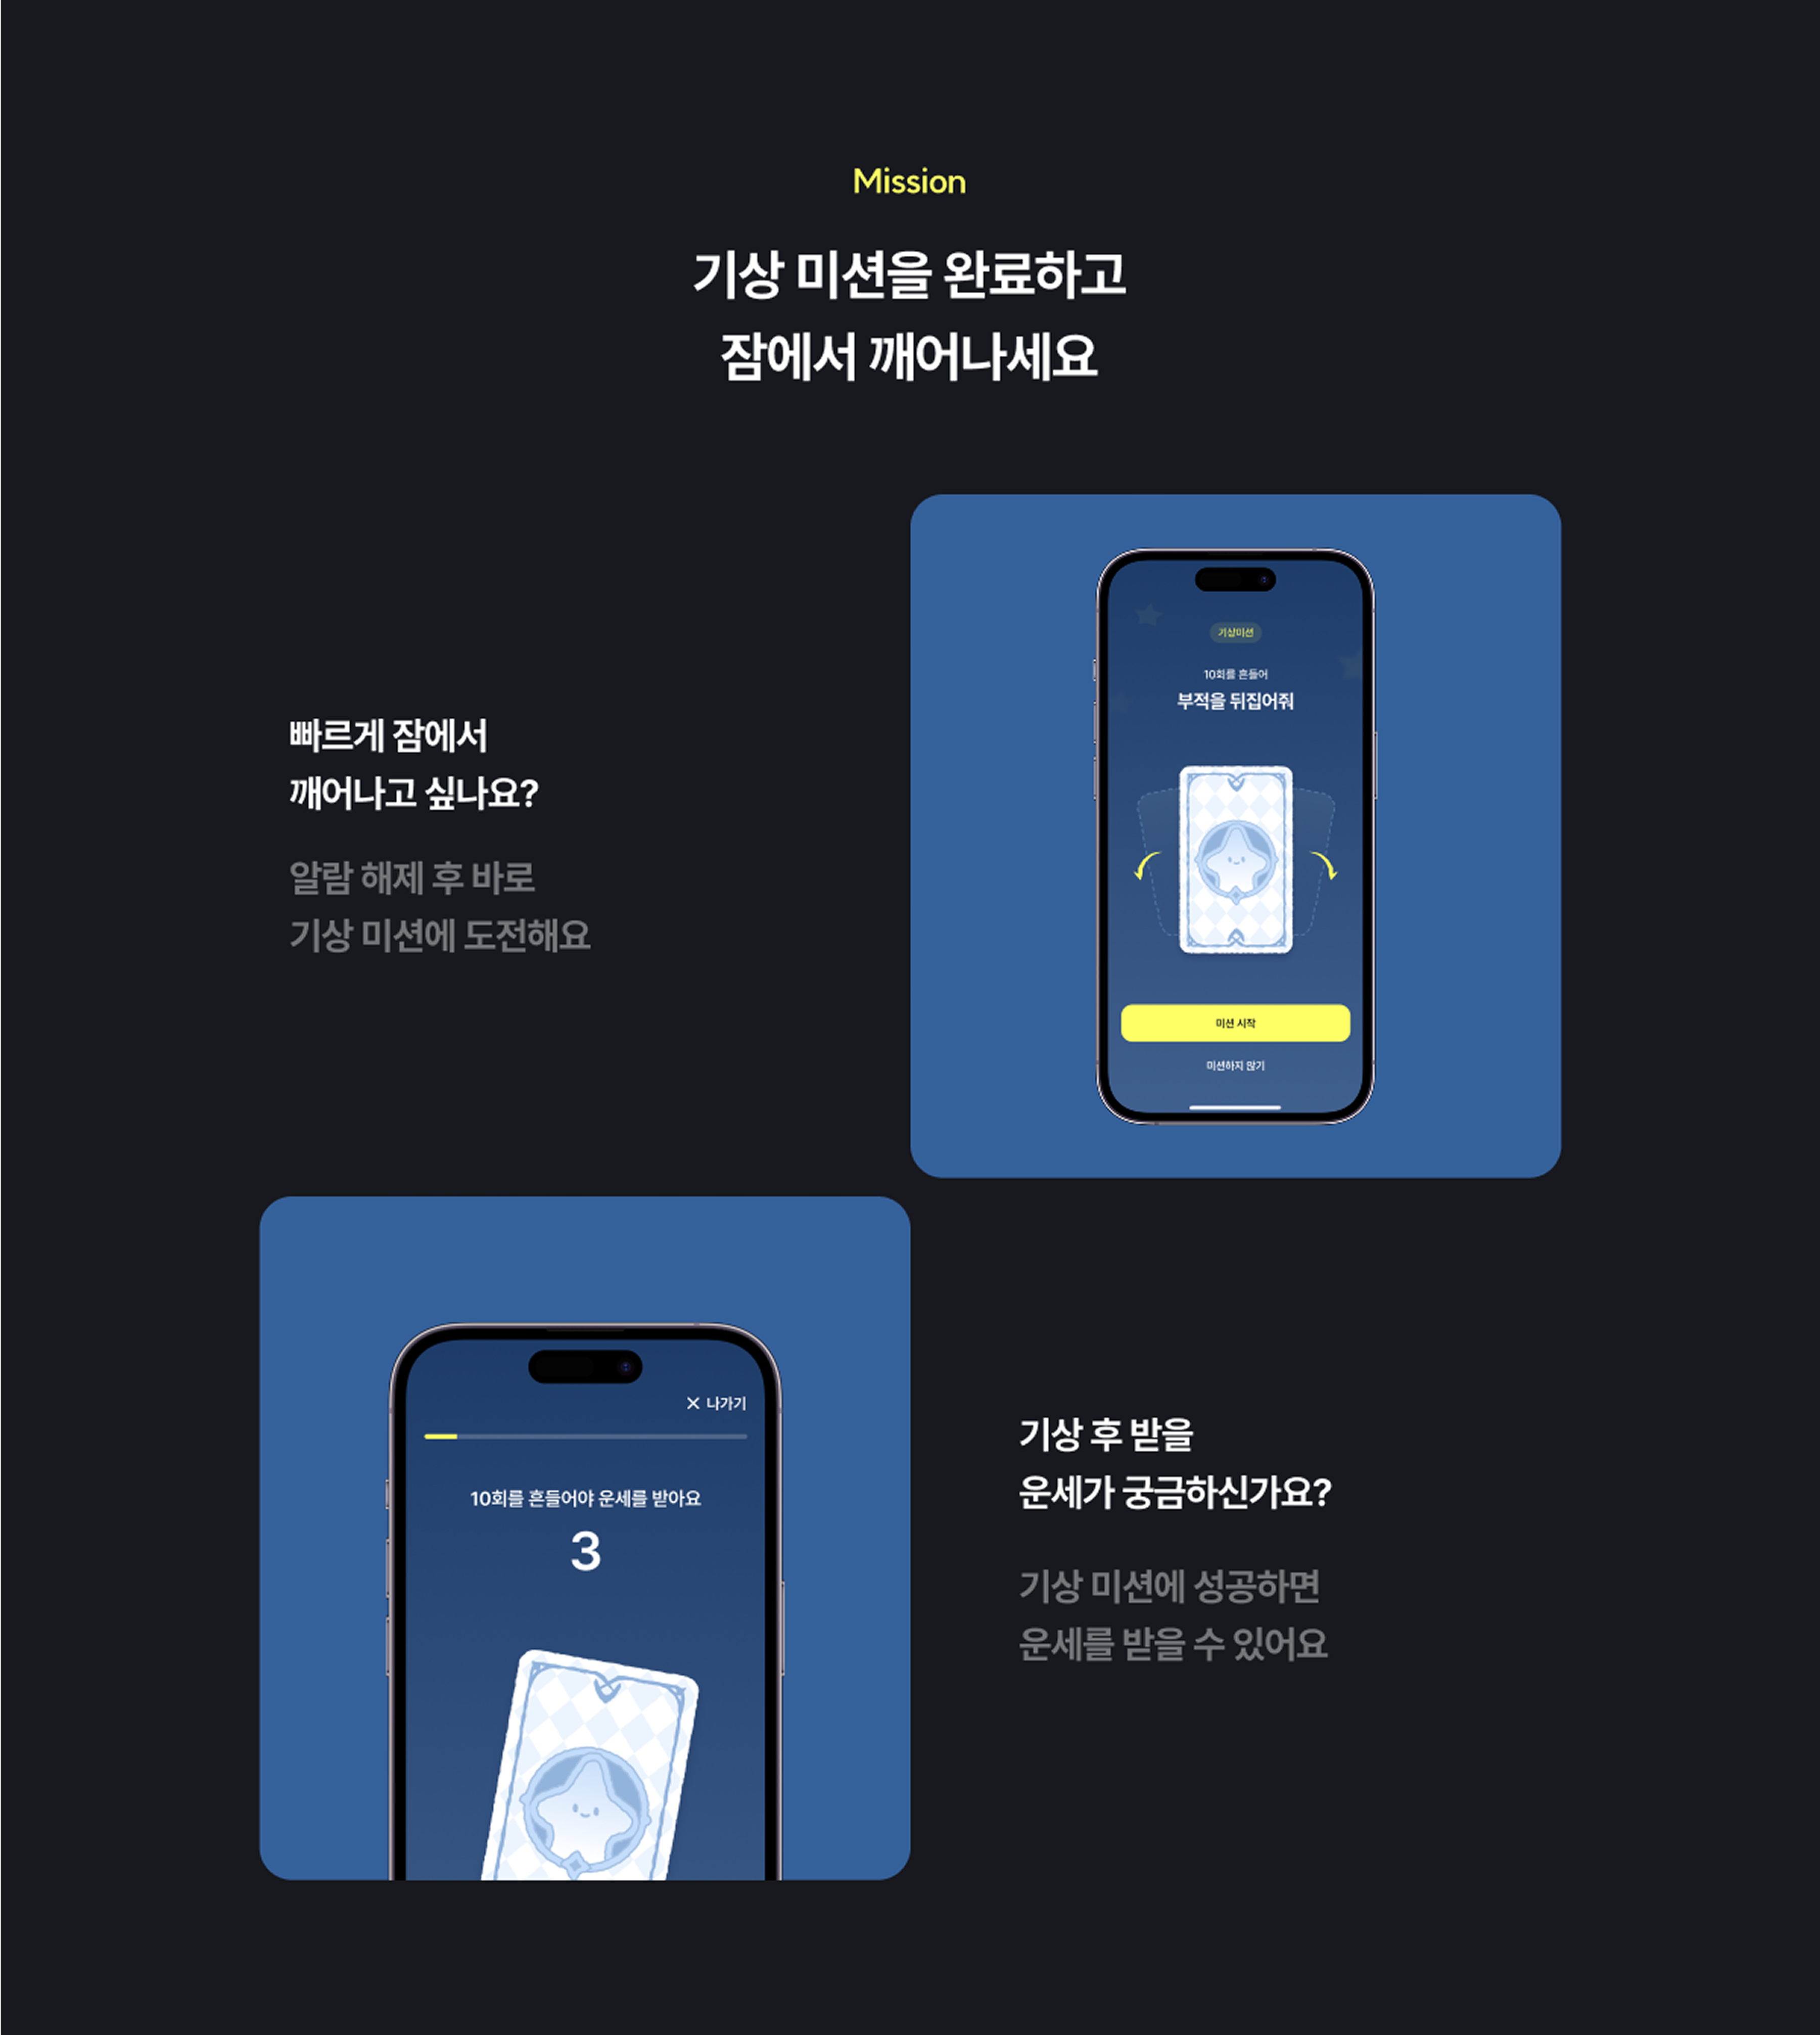 Mission
기상 미션을 완료하고
잠에서 깨어나세요
빠르게 잠에서
깨어나고 싶나요?
알람 해제 후 바로
기상 미션에 도전해요
기상미션
10회를 흔들어
부적을 뒤집어줘
미션 시작
미션하지 않기
✕ 나가기
10회를 흔들어야 운세를 받아요
3
기상 후 받을
운세가 궁금하신가요?
기상 미션에 성공하면
운세를 받을 수 있어요